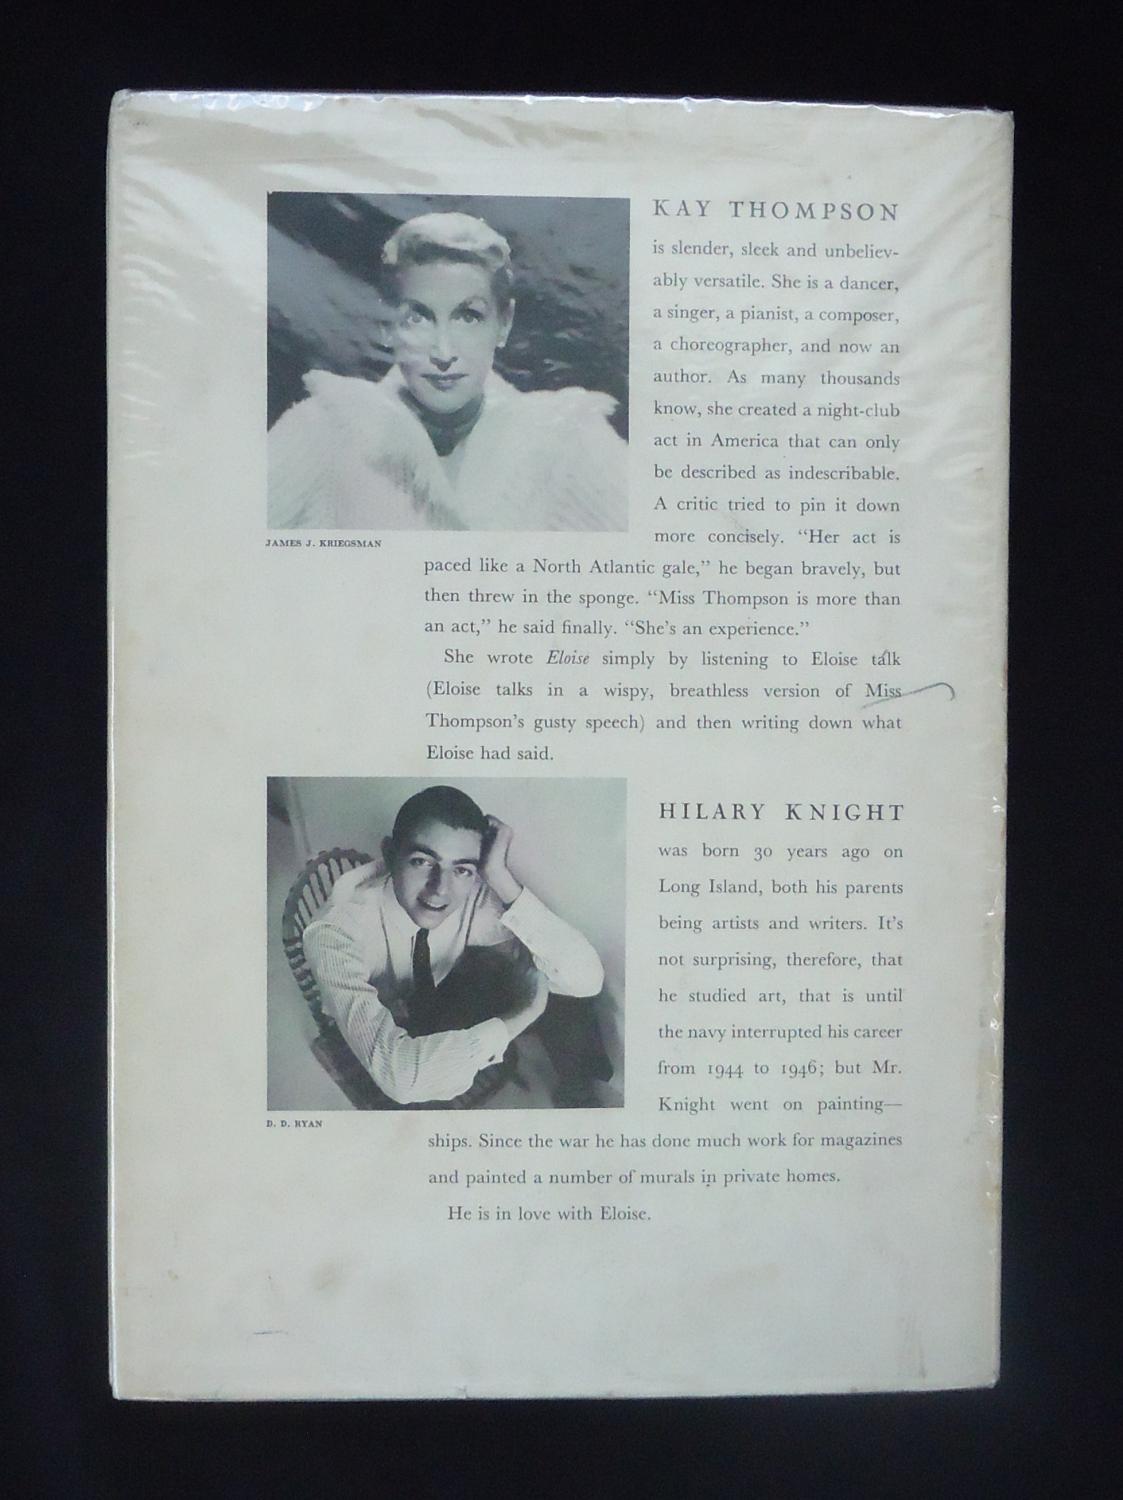 KAY THOMPSON
is slender, sleek and unbeliev-
ably versatile. She is a dancer,
a singer, a pianist, a composer,
a choreographer, and now an
author. As many thousands
know, she created a night-club
act in America that can only
be described as indescribable.
A critic tried to pin it down
more concisely. “Her act is
JAMES J. KRIEGSMAN
paced like a North Atlantic gale,” he began bravely, but
then threw in the sponge. “Miss Thompson is more than
an act,” he said finally. “She’s an experience.”
She wrote Eloise simply by listening to Eloise talk
(Eloise talks in a wispy, breathless version of Miss
Thompson’s gusty speech) and then writing down what
Eloise had said.
HILARY KNIGHT
was born 30 years ago on
Long Island, both his parents
being artists and writers. It’s
not surprising, therefore, that
he studied art, that is until
the navy interrupted his career
from 1944 to 1946; but Mr.
Knight went on painting—
D. D. RYAN
ships. Since the war he has done much work for magazines
and painted a number of murals in private homes.
He is in love with Eloise.